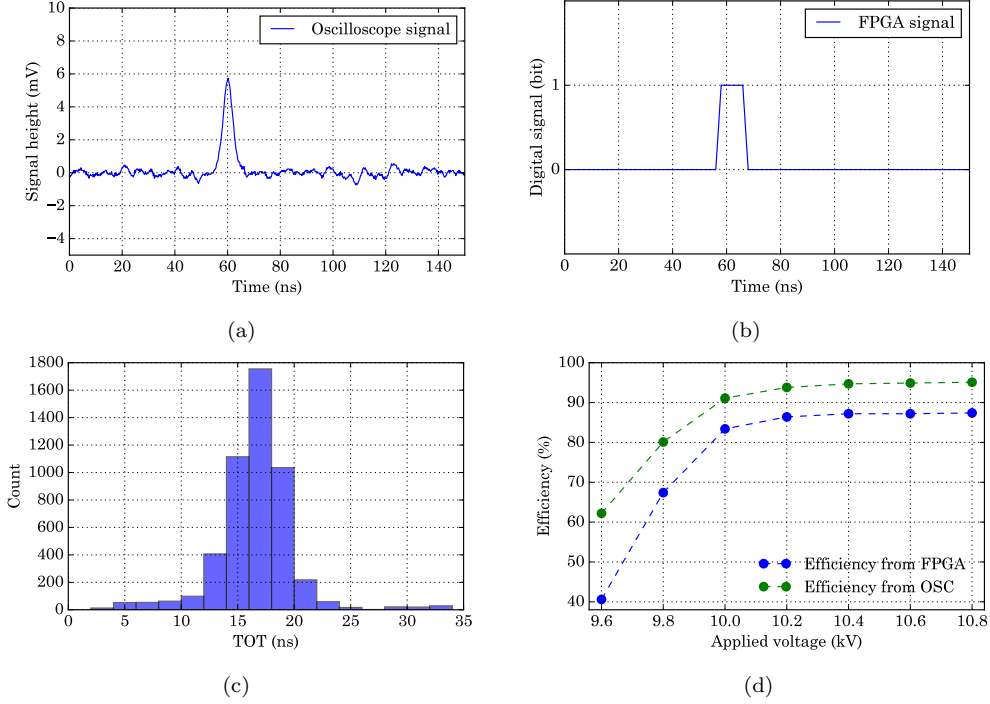 10
8
6
4
2
0
−2
−4
Signal height (mV)
Oscilloscope signal
0 20 40 60 80 100 120 140
Time (ns)
(a)
1
0
Digital signal (bit)
FPGA signal
0 20 40 60 80 100 120 140
Time (ns)
(b)
1800
1600
1400
1200
1000
800
600
400
200
0
Count
0 5 10 15 20 25 30 35
TOT (ns)
(c)
100
90
80
70
60
50
40
Efficiency (%)
Efficiency from FPGA
Efficiency from OSC
9.6 9.8 10.0 10.2 10.4 10.6 10.8
Applied voltage (kV)
(d)